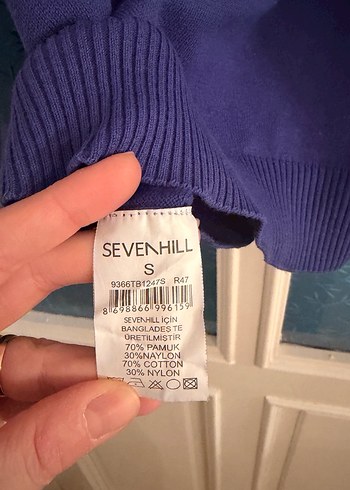 SEVENHILL
S
9366TB1247S R47
8 698866 996159
SEVENHILL İÇİN
BANGLADEŞ TE
ÜRETİLMİŞTİR
70% PAMUK
30%NAYLON
70% COTTON
30% NYLON